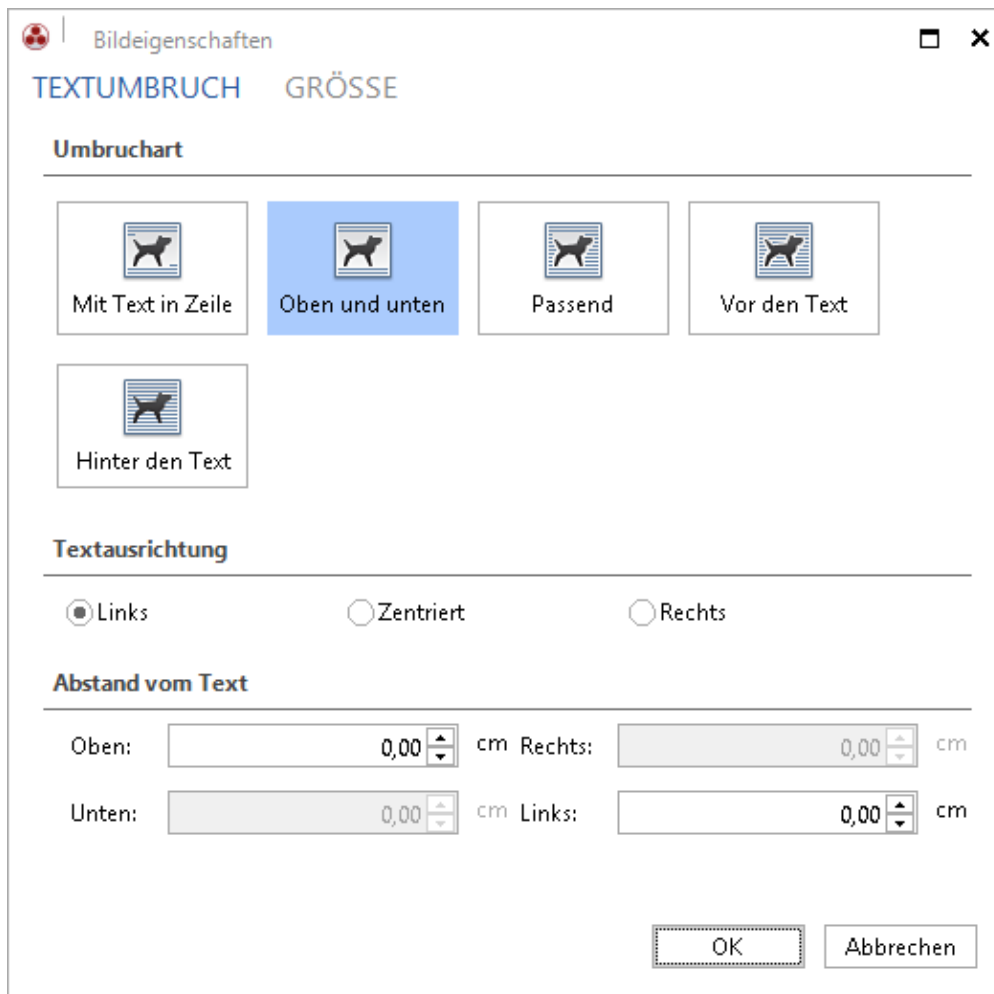 Bildeigenschaften
TEXTUMBRUCH GRÖSSE
Umbruchart
Mit Text in Zeile Oben und unten Passend Vor den Text
Hinter den Text
Textausrichtung
Links Zentriert Rechts
Abstand vom Text
Oben: 0,00 cm Rechts: 0,00 cm
Unten: 0,00 cm Links: 0,00 cm
OK Abbrechen